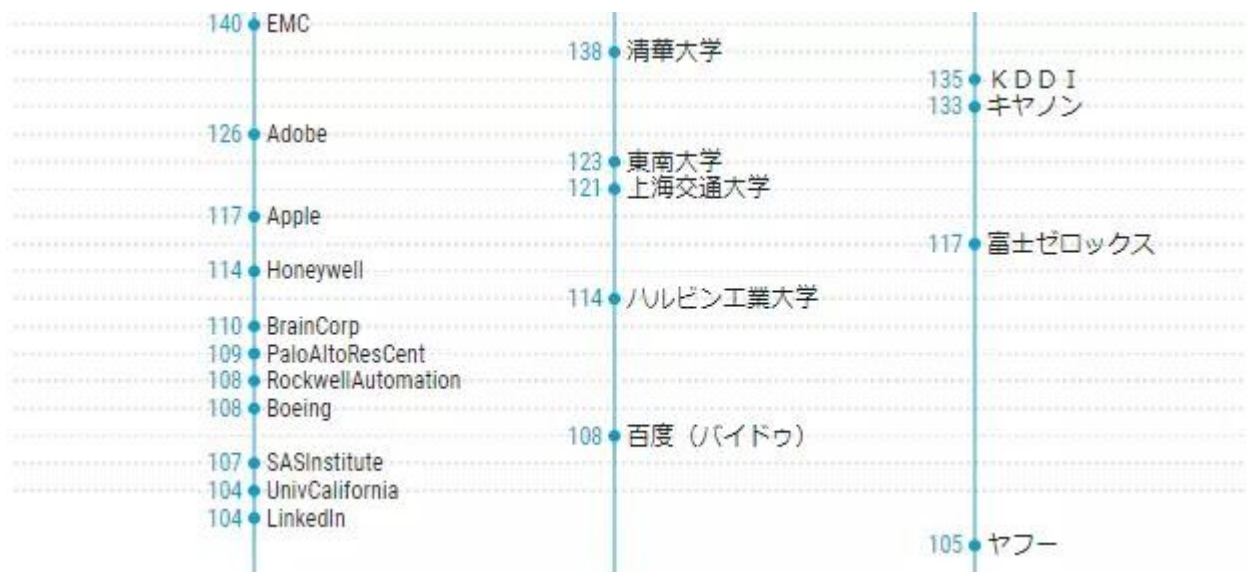 140 EMC
138 清華大学
135 ＫＤＤＩ
133 キヤノン
126 Adobe
123 東南大学
121 上海交通大学
117 Apple
117 富士ゼロックス
114 Honeywell
114 ハルビン工業大学
110 BrainCorp
109 PaloAltoResCent
108 RockwellAutomation
108 Boeing
108 百度（バイドゥ）
107 SASInstitute
104 UnivCalifornia
104 LinkedIn
105 ヤフー